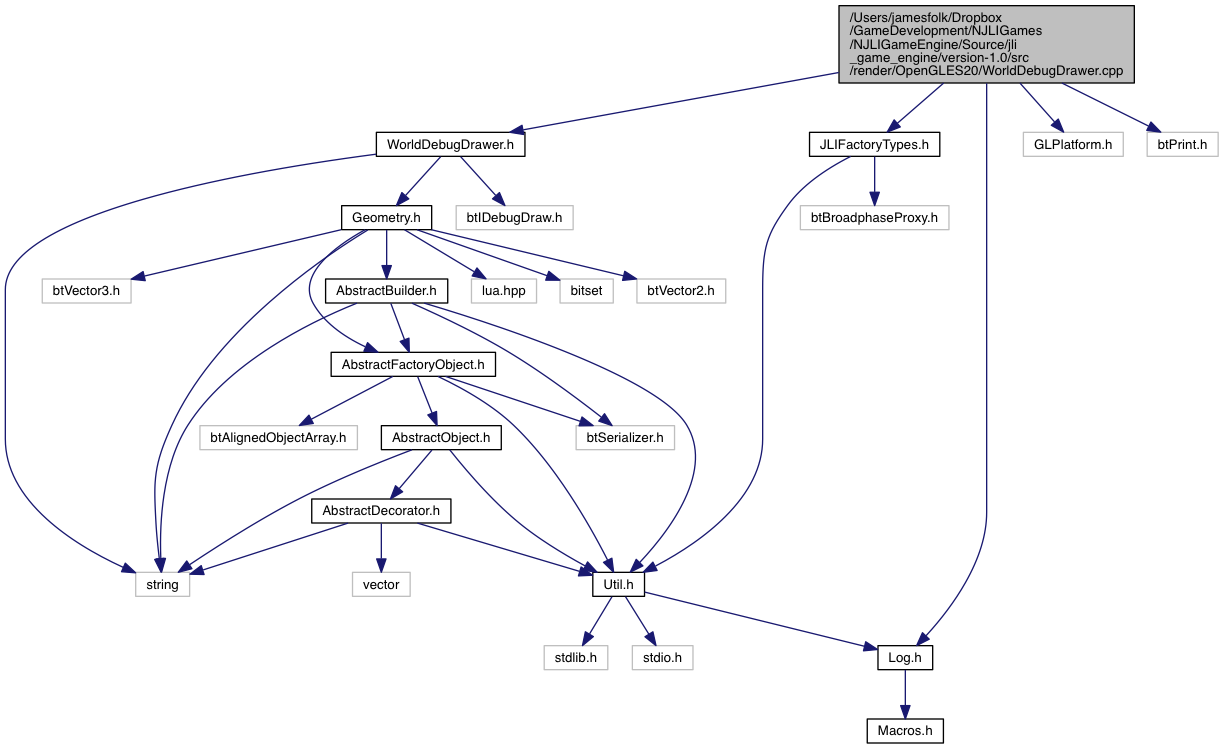 /Users/jamesfolk/Dropbox
/GameDevelopment/NJLIGames
/NJLIGameEngine/Source/jli
_game_engine/version-1.0/src
/render/OpenGLES20/WorldDebugDrawer.cpp
WorldDebugDrawer.h
JLIFactoryTypes.h
GLPlatform.h
btPrint.h
Geometry.h
btIDebugDraw.h
btBroadphaseProxy.h
btVector3.h
AbstractBuilder.h
lua.hpp
bitset
btVector2.h
AbstractFactoryObject.h
btAlignedObjectArray.h
AbstractObject.h
btSerializer.h
AbstractDecorator.h
string
vector
Util.h
stdlib.h
stdio.h
Log.h
Macros.h